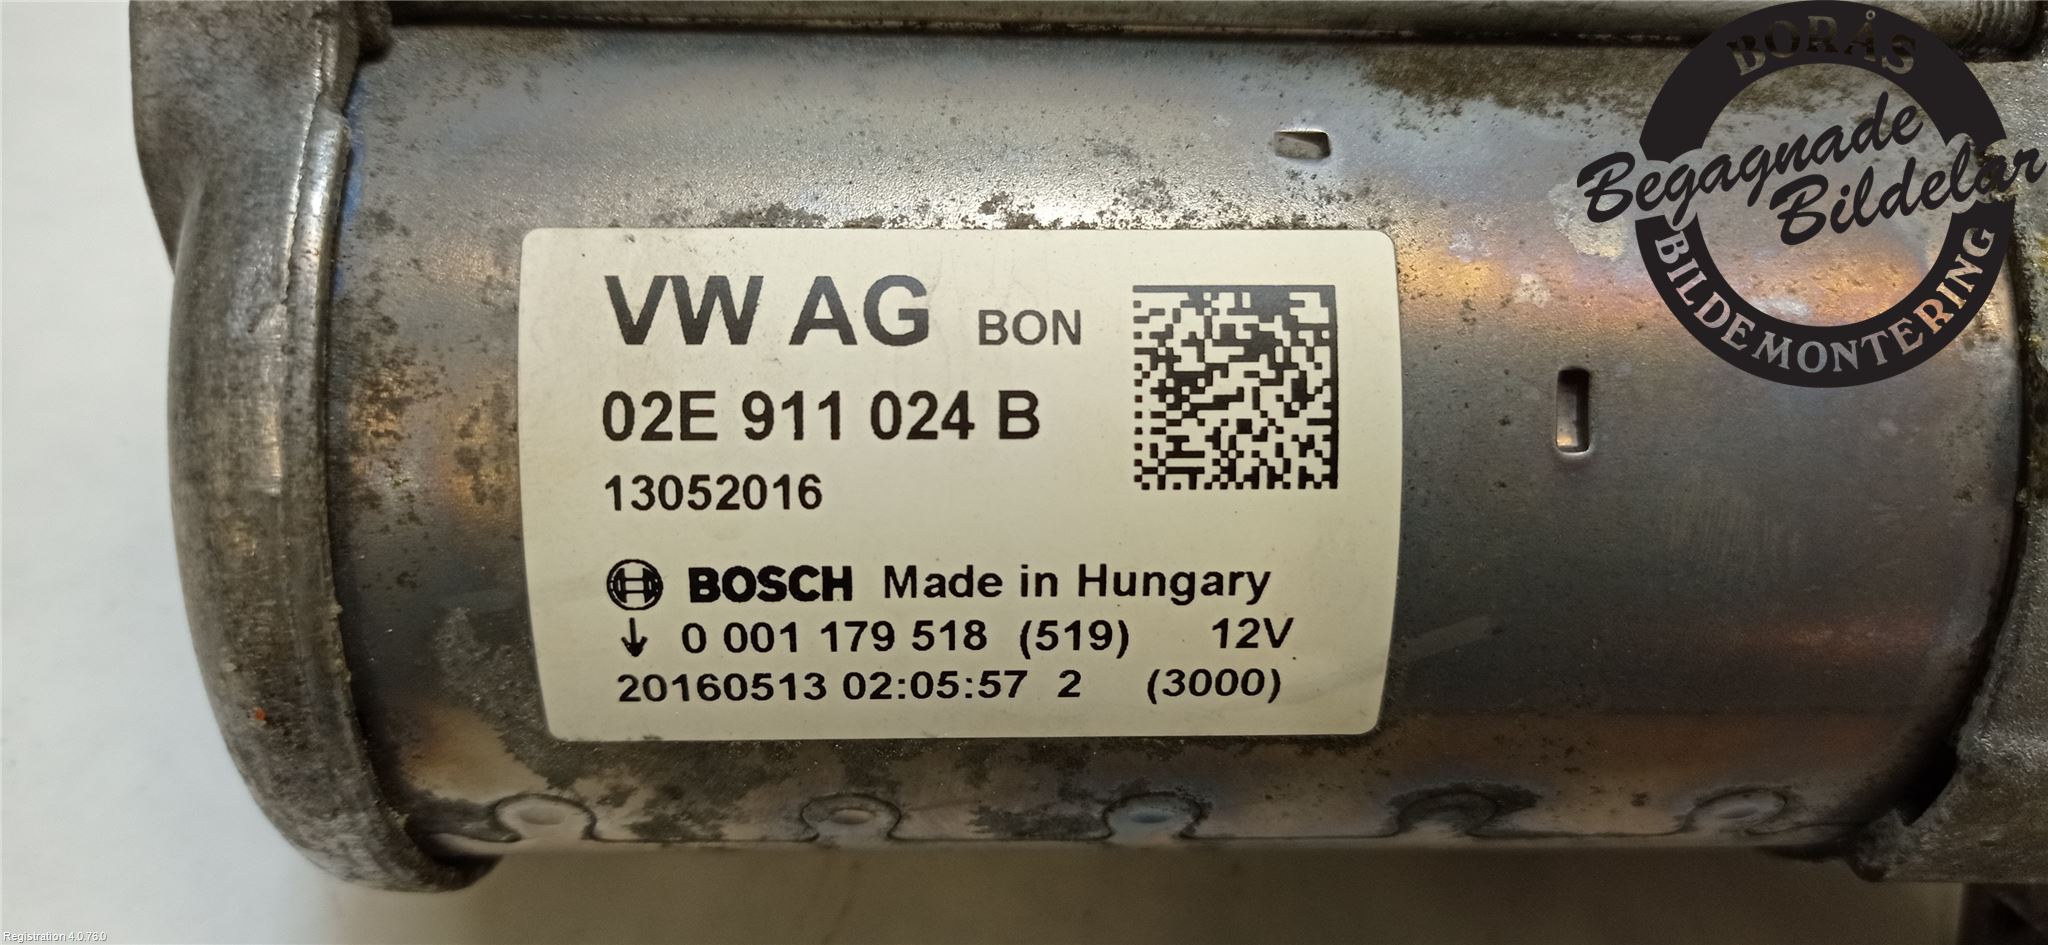 BORÅS
Begagnade
Bildelar
BILDEMONTERING
VW AG BON
02E 911 024 B
13052016
BOSCH Made in Hungary
↓ 0 001 179 518 (519) 12V
20160513 02:05:57 2 (3000)
Registration 4.0.76.0